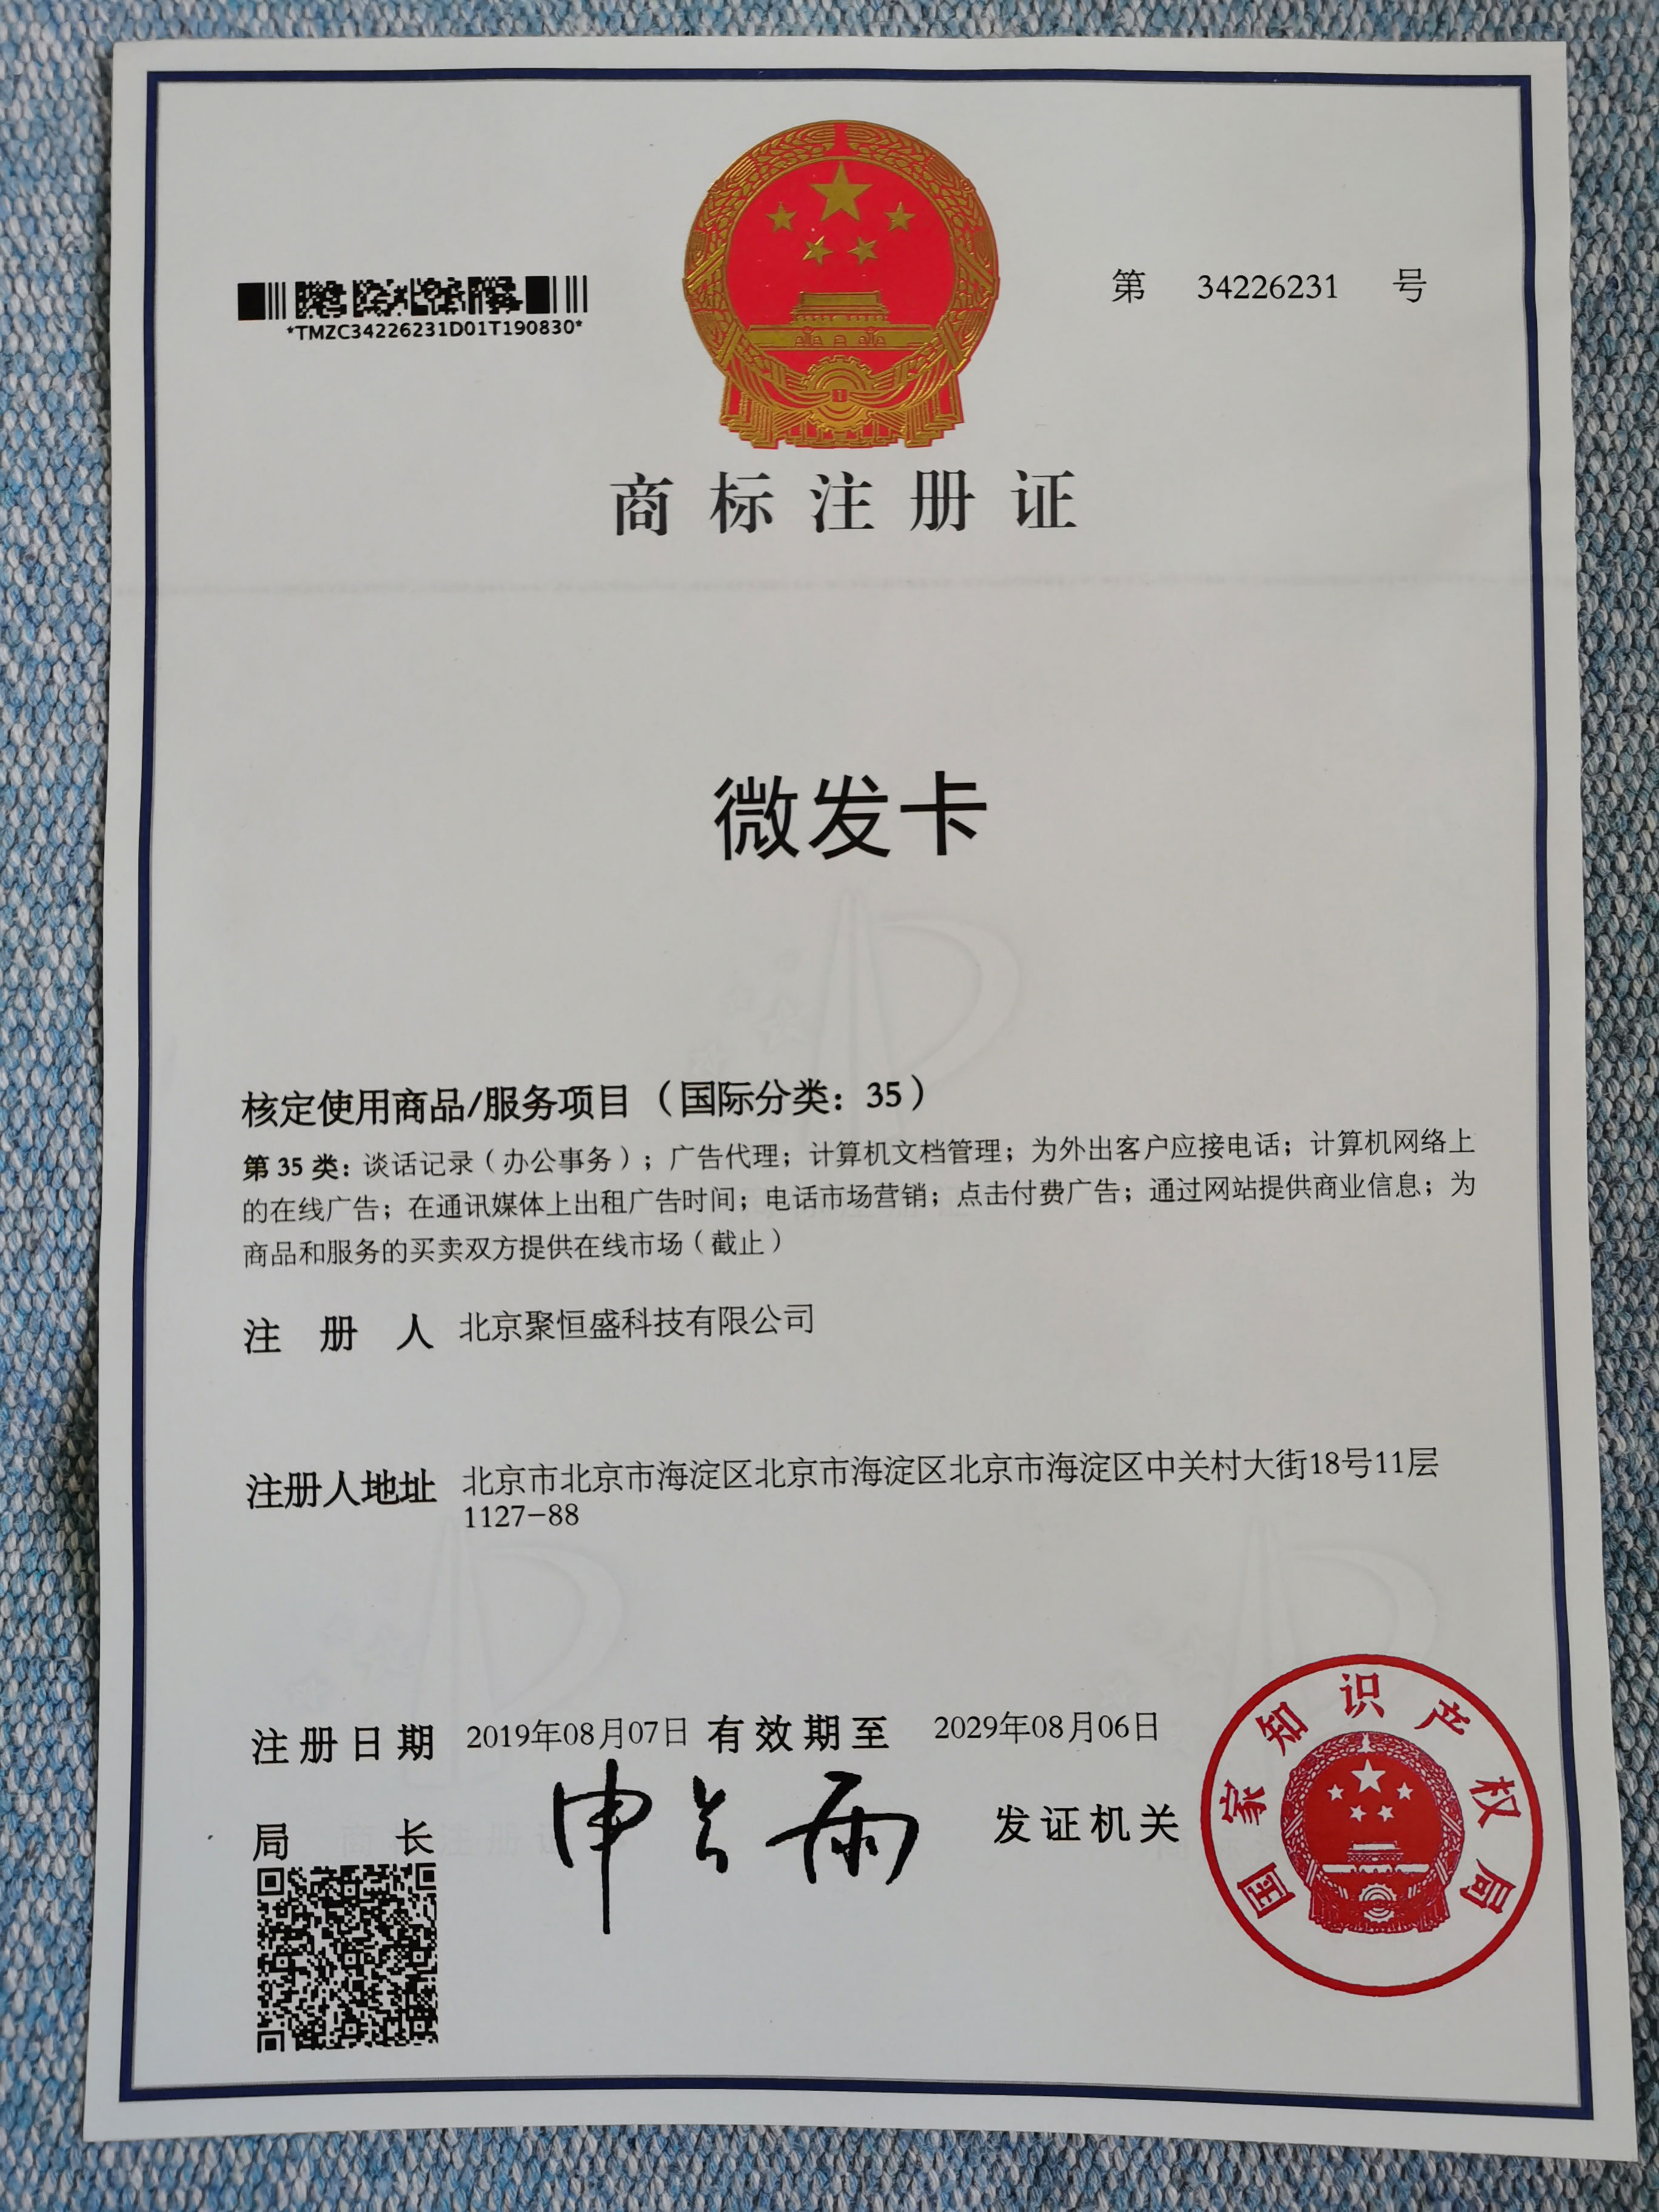 *TMZC34226231D01T190830*
第 34226231 号
商标注册证
微发卡
核定使用商品/服务项目（国际分类：35）
第 35 类：谈话记录（办公事务）；广告代理；计算机文档管理；为外出客户应接电话；计算机网络上
的在线广告；在通讯媒体上出租广告时间；电话市场营销；点击付费广告；通过网站提供商业信息；为
商品和服务的买卖双方提供在线市场（截止）
注册人 北京聚恒盛科技有限公司
注册人地址 北京市北京市海淀区北京市海淀区北京市海淀区中关村大街18号11层
1127-88
注册日期 2019年08月07日 有效期至 2029年08月06日
局长 申长雨 发证机关
国家知识产权局